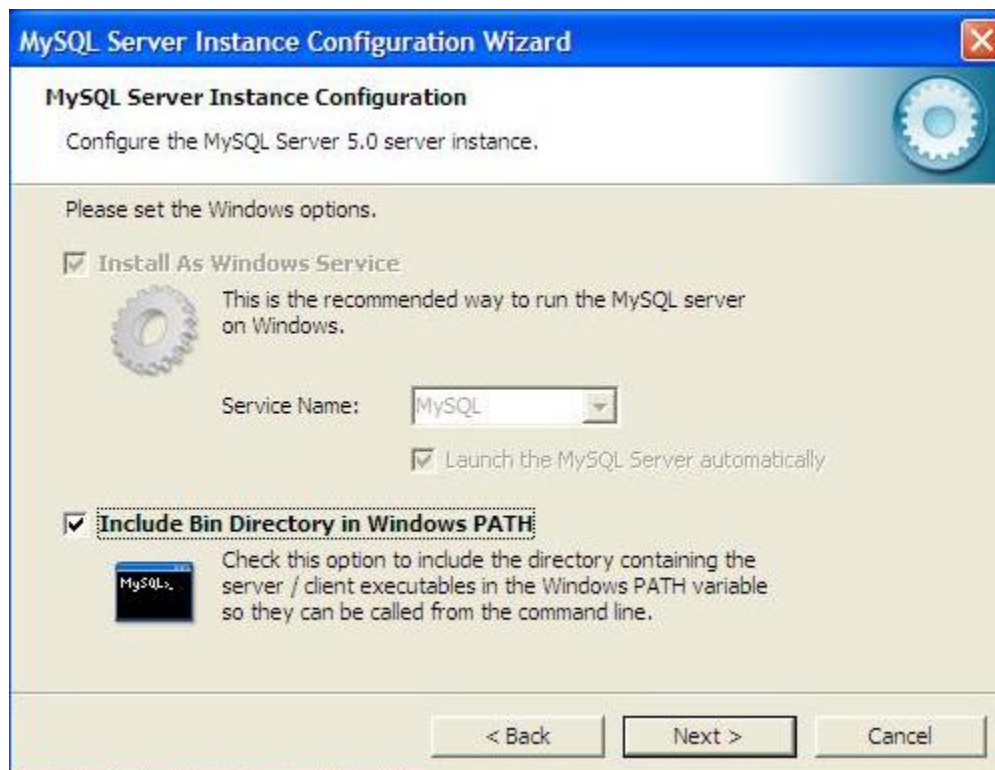 MySQL Server Instance Configuration Wizard
MySQL Server Instance Configuration
Configure the MySQL Server 5.0 server instance.
Please set the Windows options.
Install As Windows Service
This is the recommended way to run the MySQL server
on Windows.
Service Name: MySQL
Launch the MySQL Server automatically
Include Bin Directory in Windows PATH
MySQL>_
Check this option to include the directory containing the
server / client executables in the Windows PATH variable
so they can be called from the command line.
< Back Next > Cancel